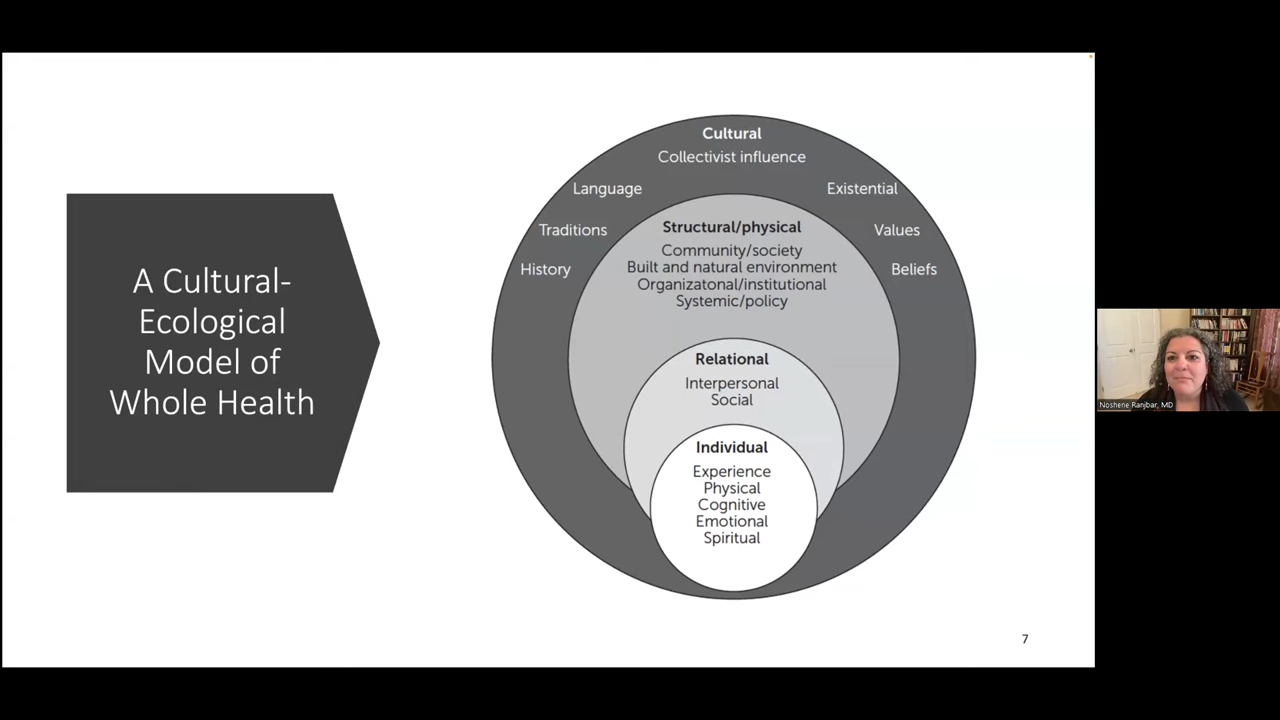 A Cultural-
Ecological
Model of
Whole Health
Cultural
Collectivist influence
Language
Existential
Traditions
Values
History
Beliefs
Structural/physical
Community/society
Built and natural environment
Organizatonal/institutional
Systemic/policy
Relational
Interpersonal
Social
Individual
Experience
Physical
Cognitive
Emotional
Spiritual
7
Noshene Ranjbar, MD